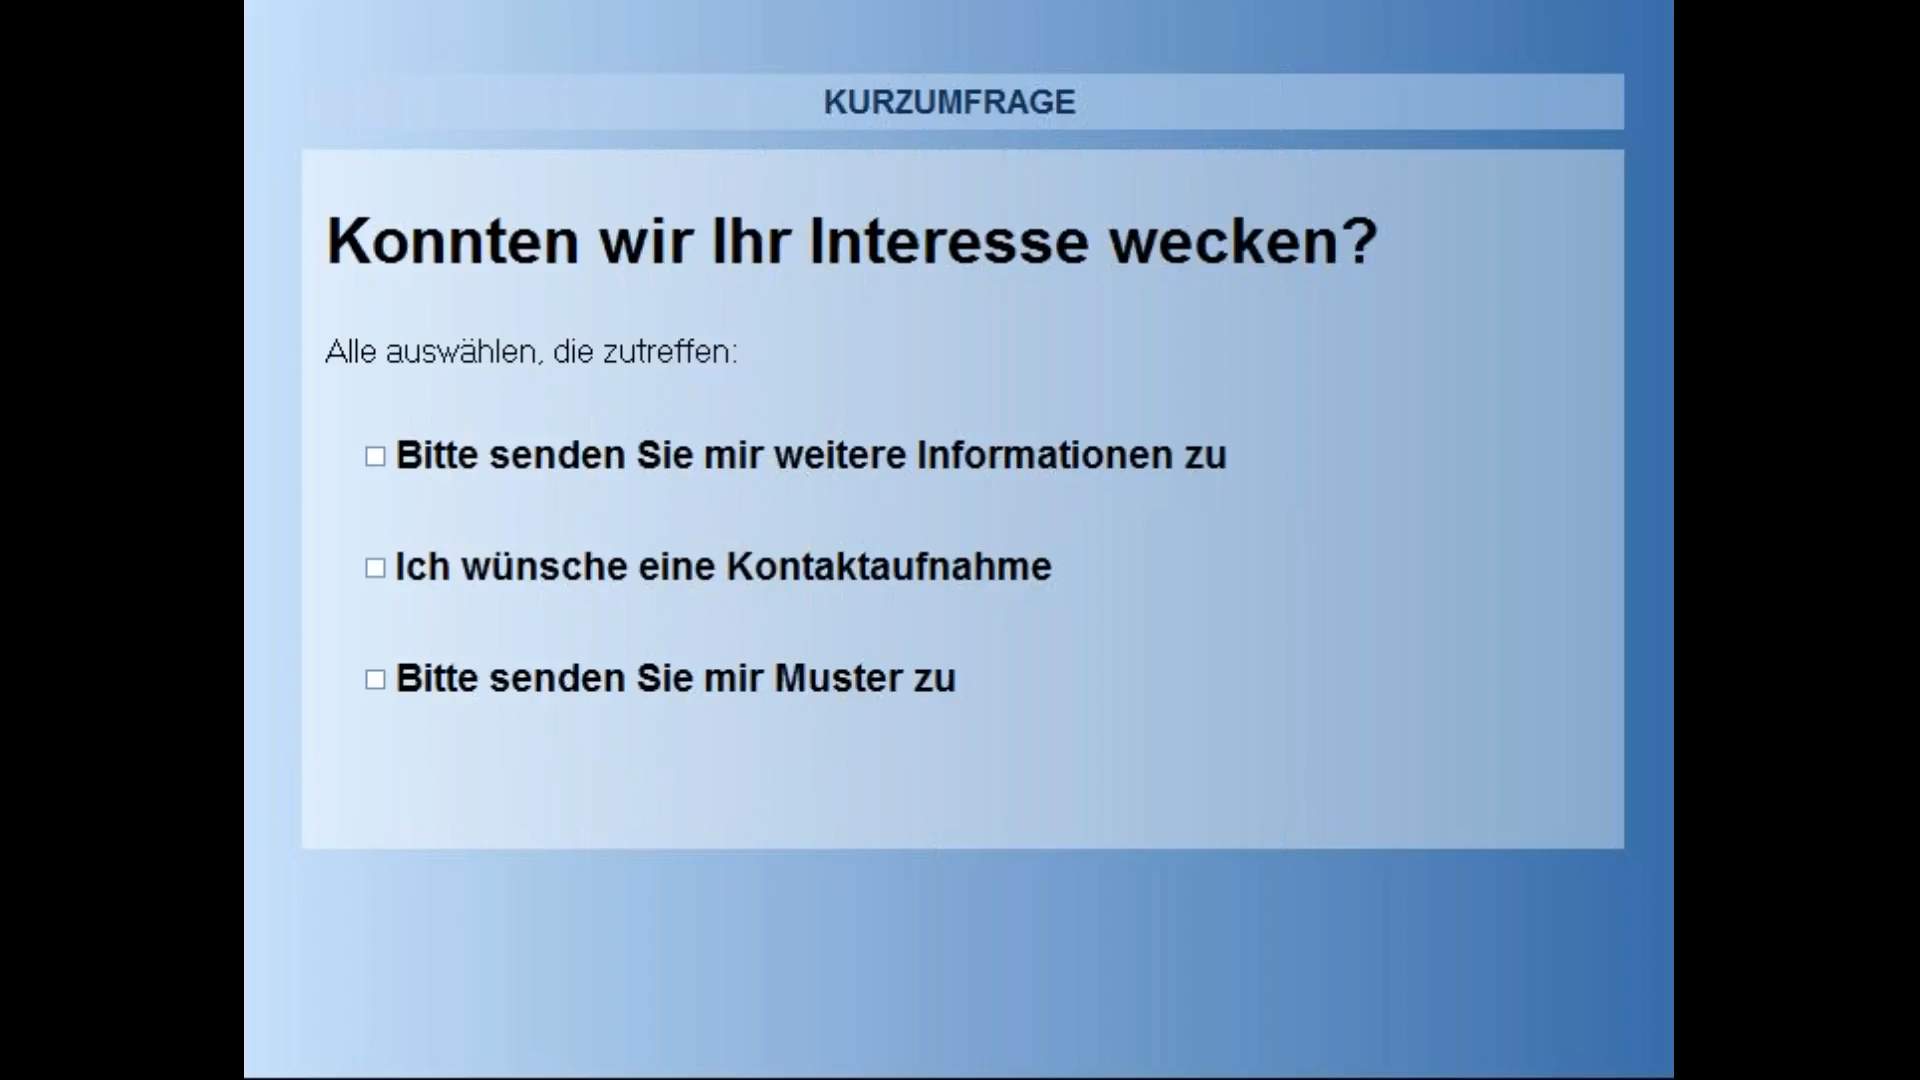 KURZUMFRAGE
Konnten wir Ihr Interesse wecken?
Alle auswählen, die zutreffen:
Bitte senden Sie mir weitere Informationen zu
Ich wünsche eine Kontaktaufnahme
Bitte senden Sie mir Muster zu